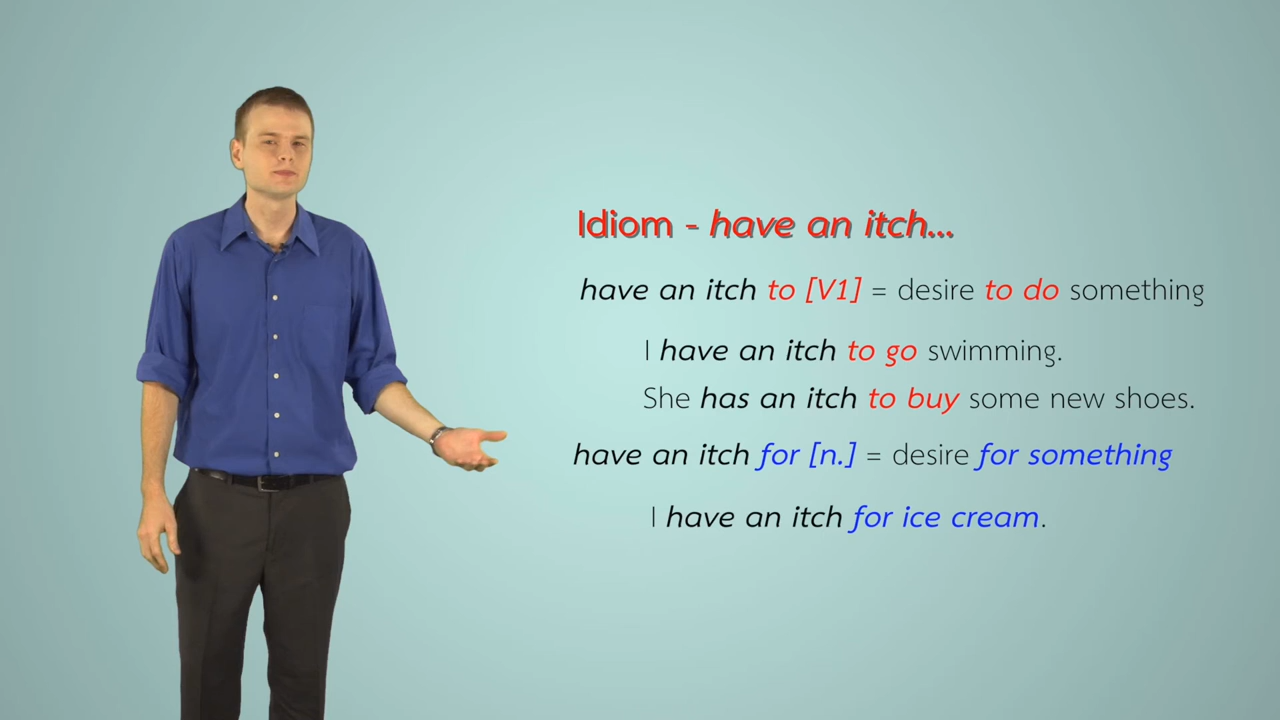 Idiom - have an itch...
have an itch to [V1] = desire to do something
I have an itch to go swimming.
She has an itch to buy some new shoes.
have an itch for [n.] = desire for something
I have an itch for ice cream.